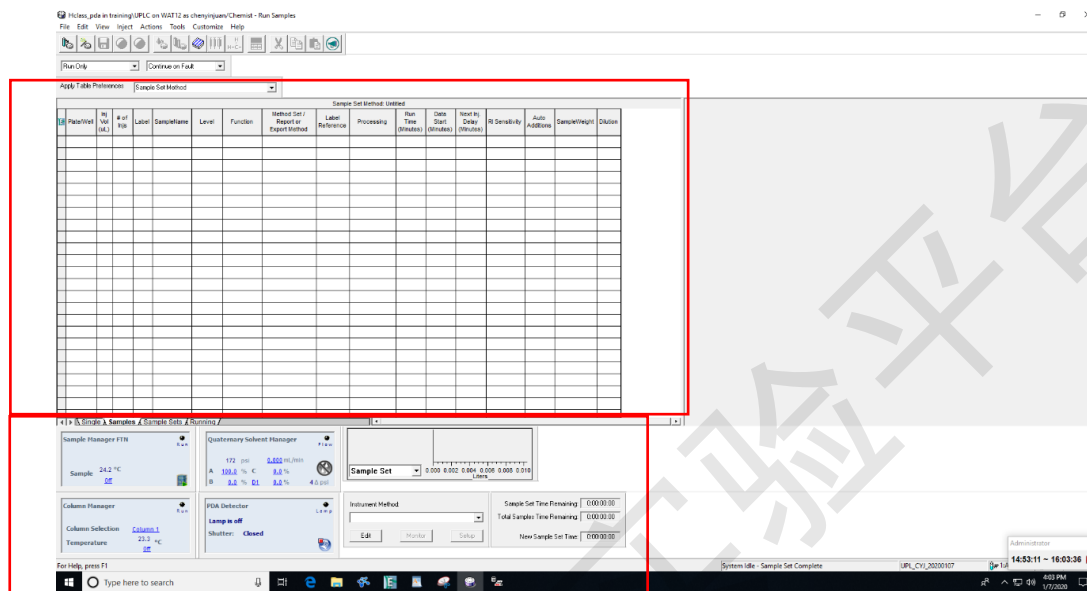 Hclass_pda in training\UPLC on WAT12 as chenyinjuan/Chemist - Run Samples
File Edit View Inject Actions Tools Customize Help
Run Only Continue on Fault
Apply Table Preferences Sample Set Method
Sample Set Method: Untitled
Plate/Well Inj Vol (uL) # of Injs Label SampleName Level Function Method Set / Report or Export Method Label Reference Processing Run Time (Minutes) Data Start (Minutes) Next Inj Delay (Minutes) RI Sensitivity Auto Additions SampleWeight Dilution
Single Samples Sample Sets Running
Sample Manager FTN Run
Sample 24.2 °C
Off
Quaternary Solvent Manager Flow
172 psi 0.000 mL/min
A 100.0 % C 0.0 %
B 0.0 % D1 0.0 % 4.6 psi
Sample Set 0.000 0.002 0.004 0.006 0.008 0.010
Liters
Column Manager Run
Column Selection Column 1
Temperature 23.3 °C
Off
PDA Detector Lamp
Lamp is off
Shutter: Closed
Instrument Method:
Edit Monitor Setup
Sample Set Time Remaining: 0:00:00:00
Total Samples Time Remaining: 0:00:00:00
New Sample Set Time: 0:00:00:00
For Help, press F1
System Idle - Sample Set Complete UPL_CYJ_20200107
Administrator
14:53:11 ~ 16:03:36
Type here to search
4:03 PM
1/7/2020
实验平台